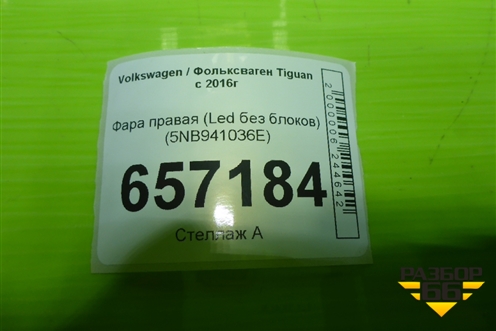 Volkswagen / Фольксваген Tiguan
с 2016г
Фара правая (Led без блоков)
(5NB941036E)
657184
Стеллаж А
2000006244642
РАЗБОР
66